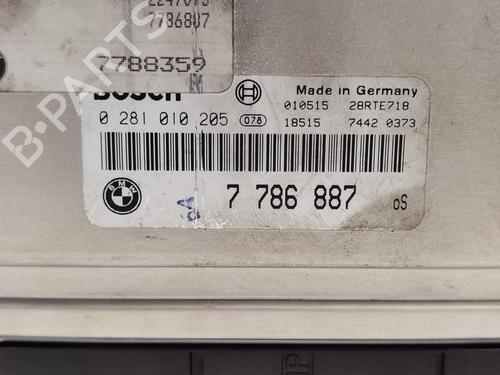 7786887
7788359
BOSCH
Made in Germany
010515 28RTE718
0 281 010 205 078 18515 7442 0373
BMW
7 786 887 oS
B-PARTS